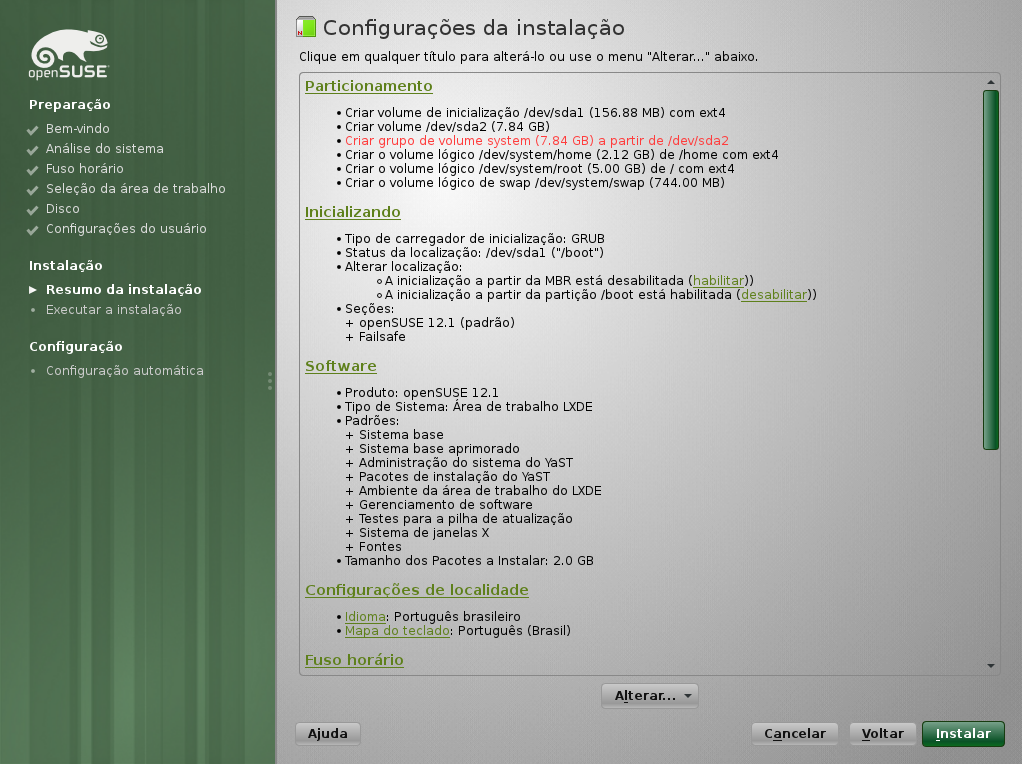 openSUSE
Preparação
Bem-vindo
Análise do sistema
Fuso horário
Seleção da área de trabalho
Disco
Configurações do usuário
Instalação
Resumo da instalação
Executar a instalação
Configuração
Configuração automática
Configurações da instalação
Clique em qualquer título para alterá-lo ou use o menu "Alterar..." abaixo.
Particionamento
• Criar volume de inicialização /dev/sda1 (156.88 MB) com ext4
• Criar volume /dev/sda2 (7.84 GB)
• Criar grupo de volume system (7.84 GB) a partir de /dev/sda2
• Criar o volume lógico /dev/system/home (2.12 GB) de /home com ext4
• Criar o volume lógico /dev/system/root (5.00 GB) de / com ext4
• Criar o volume lógico de swap /dev/system/swap (744.00 MB)
Inicializando
• Tipo de carregador de inicialização: GRUB
• Status da localização: /dev/sda1 ("/boot")
• Alterar localização:
A inicialização a partir da MBR está desabilitada (habilitar))
A inicialização a partir da partição /boot está habilitada (desabilitar))
• Seções:
+ openSUSE 12.1 (padrão)
+ Failsafe
Software
• Produto: openSUSE 12.1
• Tipo de Sistema: Área de trabalho LXDE
• Padrões:
+ Sistema base
+ Sistema base aprimorado
+ Administração do sistema do YaST
+ Pacotes de instalação do YaST
+ Ambiente da área de trabalho do LXDE
+ Gerenciamento de software
+ Testes para a pilha de atualização
+ Sistema de janelas X
+ Fontes
• Tamanho dos Pacotes a Instalar: 2.0 GB
Configurações de localidade
• Idioma: Português brasileiro
• Mapa do teclado: Português (Brasil)
Fuso horário
Alterar...
Ajuda
Cancelar
Voltar
Instalar